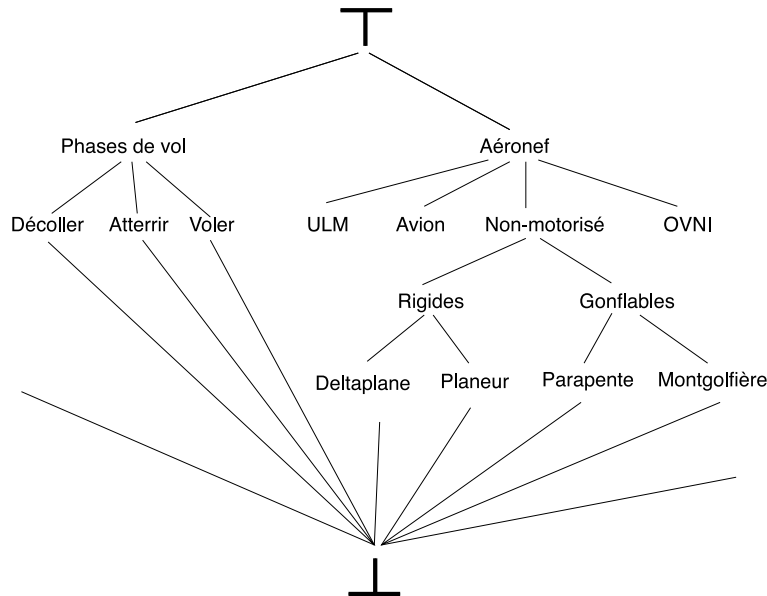 Phases de vol
Aéronef
Décoller
Atterrir
Voler
ULM
Avion
Non-motorisé
OVNI
Rigides
Gonflables
Deltaplane
Planeur
Parapente
Montgolfière